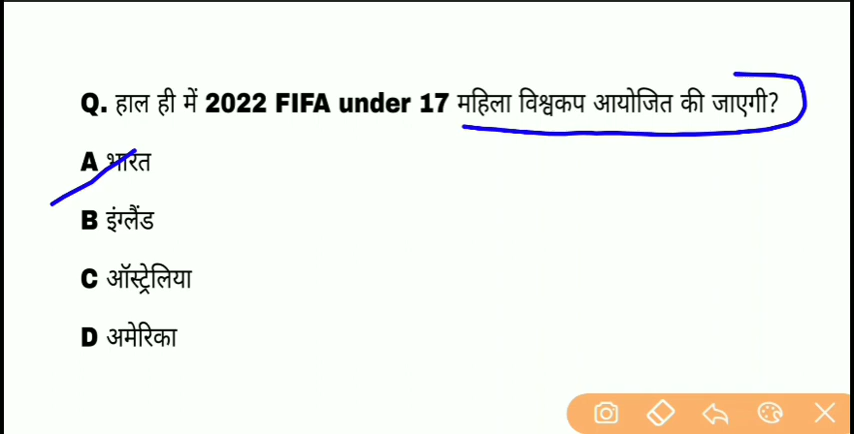 Q. हाल ही में 2022 FIFA under 17 महिला विश्वकप आयोजित की जाएगी?
A भारत
B इंग्लैंड
C ऑस्ट्रेलिया
D अमेरिका